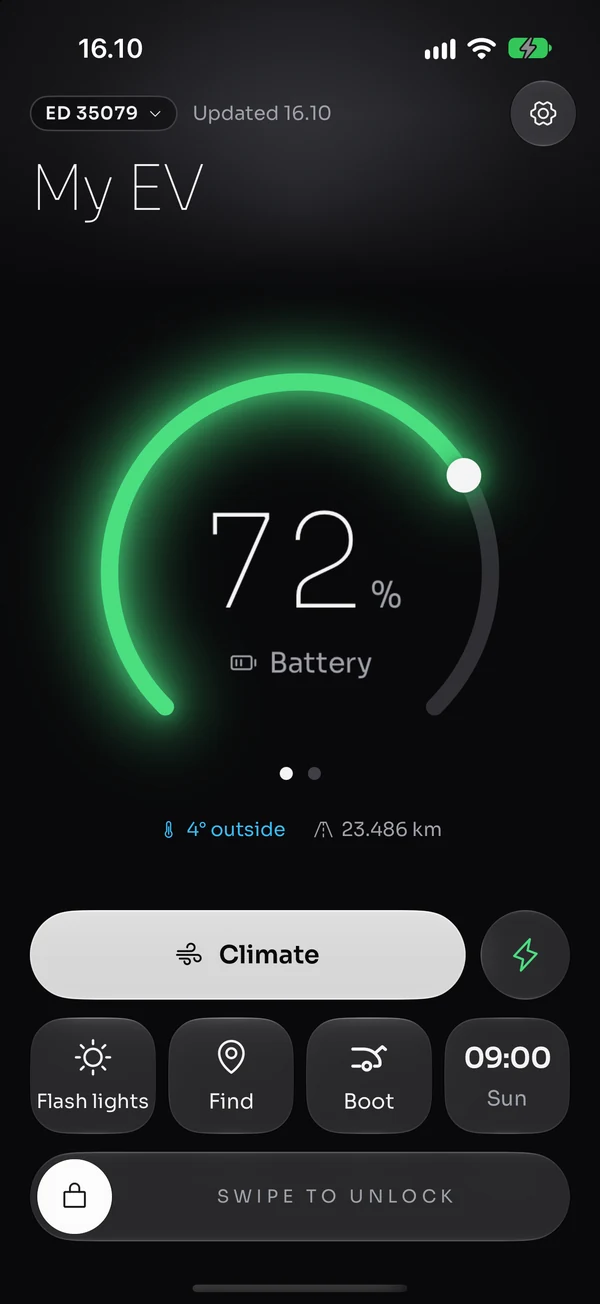 16.10
ED 35079 Updated 16.10
My EV
72 %
Battery
4° outside 23.486 km
Climate
Flash lights Find Boot 09:00 Sun
SWIPE TO UNLOCK